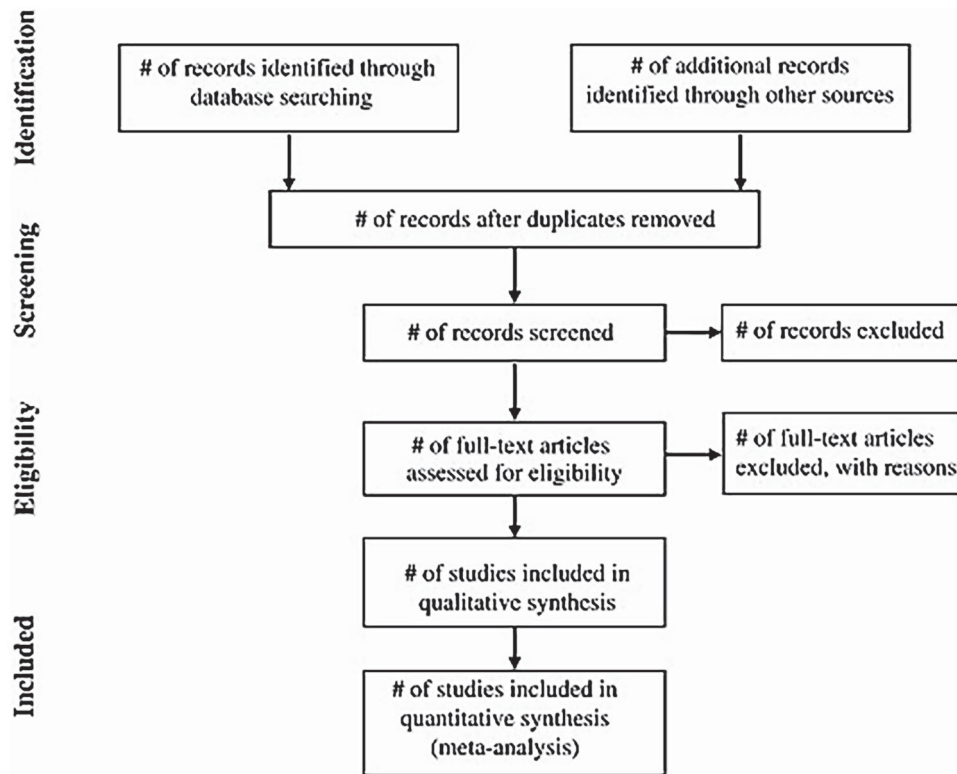 Identification
# of records identified through
database searching
# of additional records
identified through other sources
# of records after duplicates removed
Screening
# of records screened
# of records excluded
Eligibility
# of full-text articles
assessed for eligibility
# of full-text articles
excluded, with reasons
Included
# of studies included in
qualitative synthesis
# of studies included in
quantitative synthesis
(meta-analysis)